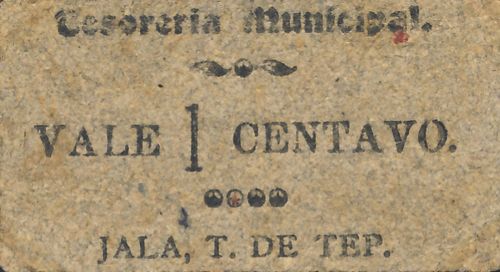 Tesoreria Municipal.
VALE 1 CENTAVO.
JALA, T. DE TEP.